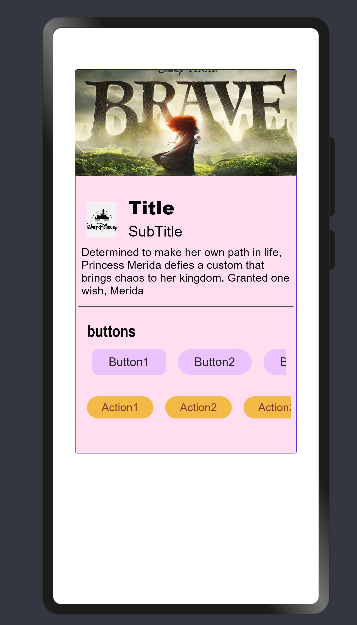 BRAVE
Title
SubTitle
Determined to make her own path in life,
Princess Merida defies a custom that
brings chaos to her kingdom. Granted one
wish, Merida
buttons
Button1 Button2 B
Action1 Action2 Action